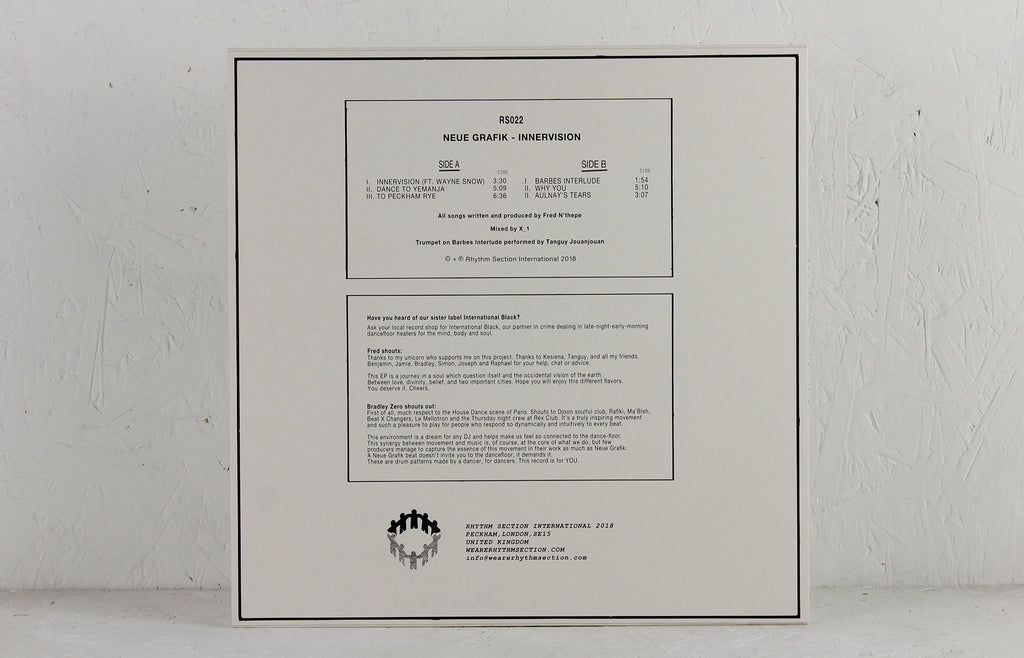 RS022
NEUE GRAFIK - INNERVISION
SIDE A
TIME
I. INNERVISION (FT. WAYNE SNOW) 3:30
II. DANCE TO YEMANJA 5:09
III. TO PECKHAM RYE 6:36
SIDE B
TIME
.I BARBES INTERLUDE 1:54
II. WHY YOU 5:10
II. AULNAY'S TEARS 3:07
All songs written and produced by Fred N'thepe
Mixed by X_1
Trumpet on Barbes Interlude performed by Tanguy Jouanjouan
© + ℗ Rhythm Section International 2018
Have you heard of our sister label International Black?
Ask your local record shop for International Black, our partner in crime dealing in late-night-early-morning
dancefloor heaters for the mind, body and soul.
Fred shouts:
Thanks to my unicorn who supports me on this project. Thanks to Kesiena, Tanguy, and all my friends.
Benjamin, Jamie, Bradley, Simon, Joseph and Raphael for your help, chat or advice.
This EP is a journey in a soul which question itself and the occidental vision of the earth.
Between love, divinity, belief, and two important cities. Hope you will enjoy this different flavors.
You deserve it. Cheers.
Bradley Zero shouts out:
First of all, much respect to the House Dance scene of Paris. Shouts to Djoon soulful club, Rafiki, Ma'Bish,
Beat X Changers, Le Mellotron and the Thursday night crew at Rex Club. It's a truly inspiring movement
and such a pleasure to play for people who respond so dynamically and intuitively to every beat.
This environment is a dream for any DJ and helps make us feel so connected to the dance-floor.
This synergy between movement and music is, of course, at the core of what we do, but few
producers manage to capture the essence of this movement in their work as much as Neue Grafik.
A Neue Grafik beat doesn't invite you to the dancefloor, it demands it.
These are drum patterns made by a dancer, for dancers. This record is for YOU.
RHYTHM SECTION INTERNATIONAL 2018
PECKHAM,LONDON,SE15
UNITED KINGDOM
WEARERHYTHMSECTION.COM
info@wearerhythmsection.com